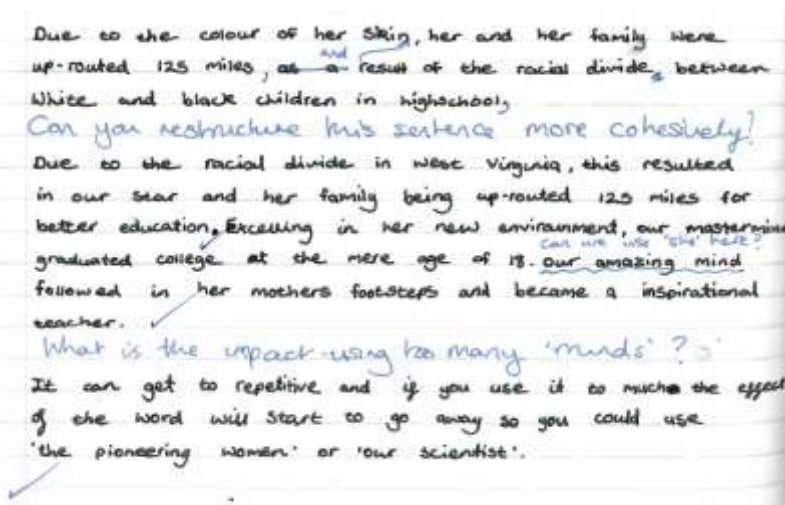 Due to the colour of her skin, her and her family were
and
up-routed 125 miles, as a result of the racial divide, between
White and black children in highschool,
Can you restructure this sentence more cohesively?
Due to the racial divide in West Virginia, this resulted
in our star and her family being up-routed 125 miles for
better education. Excelling in her new environment, our mastermind
can we use 'she' here?
graduated college at the mere age of 18. our amazing mind
followed in her mothers footsteps and became a inspirational
teacher.
What is the impact using too many 'minds'?
It can get to repetitive and if you use it to much the effect
of the word will start to go away so you could use
'the pioneering women' or 'our scientist'.